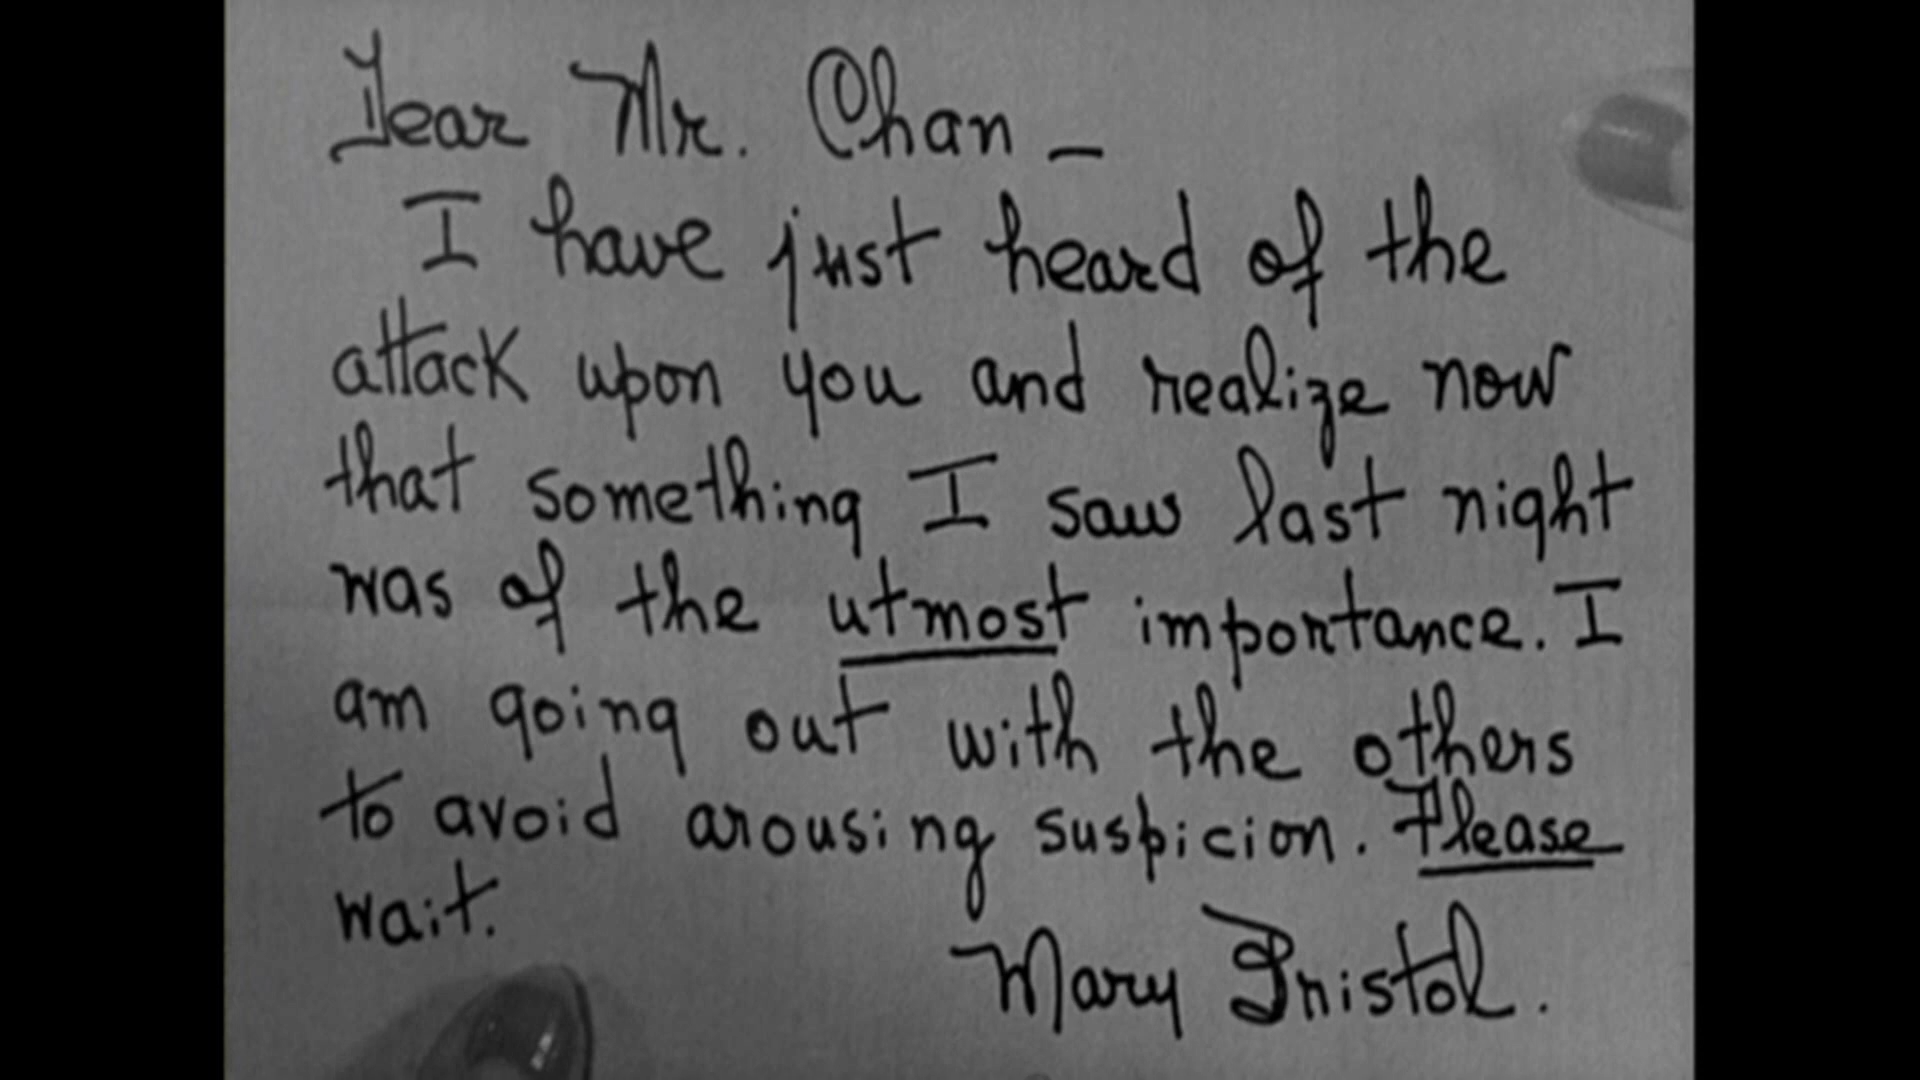 Dear Mr. Chan –
I have just heard of the
attack upon you and realize now
that something I saw last night
was of the utmost importance. I
am going out with the others
to avoid arousing suspicion. Please
wait.
Mary Bristol.